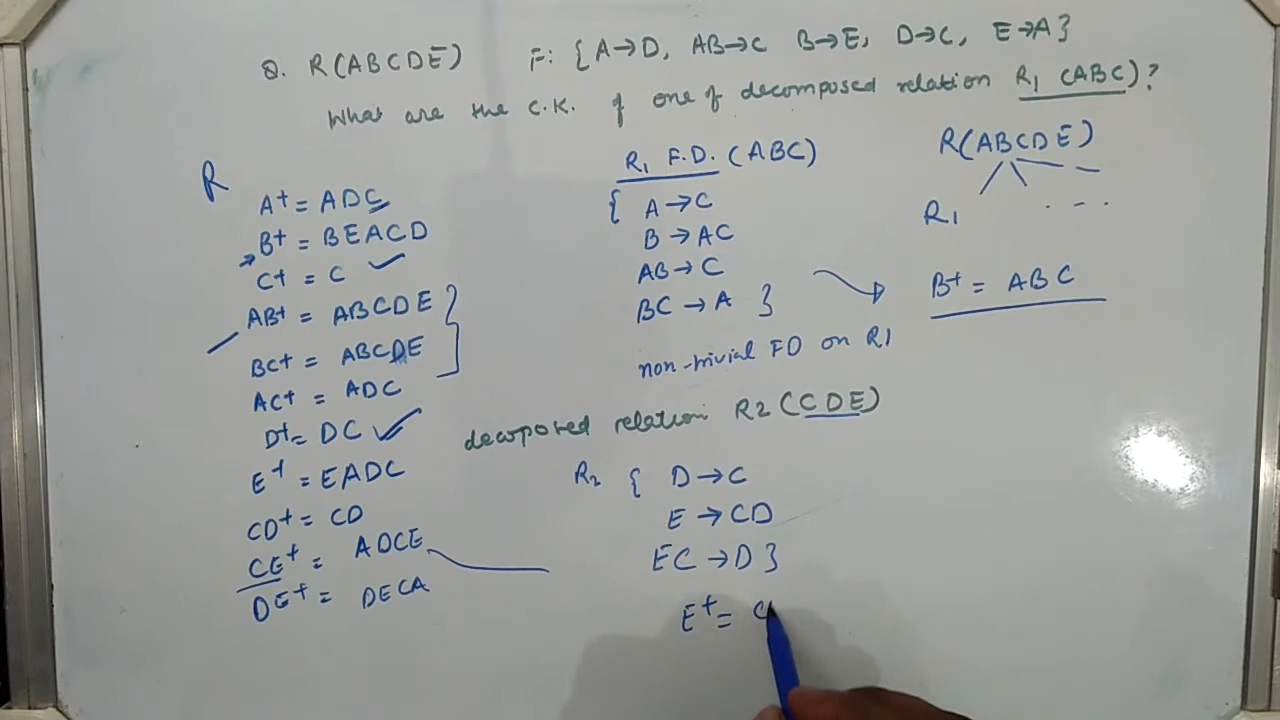 Q. R(ABCDE) F: {A→D, AB→C B→E, D→C, E→A}
What are the C.K. of one of decomposed relation R1 (ABC)?
R
A+ = ADC
B+ = BEACD
C+ = C
AB+ = ABCDE
BC+ = ABCDE
AC+ = ADC
D+ = DC
E+ = EADC
CD+ = CD
CE+ = ADCE
DE+ = DECA
R1 F.D. (ABC)
{ A→C
B→AC
AB→C
BC→A }
non-trivial FD on R1
R(ABCDE)
R1 . - - .
B+ = ABC
decoposed relation R2 (CDE)
R2 { D→C
E→CD
EC→D }
E+ = C